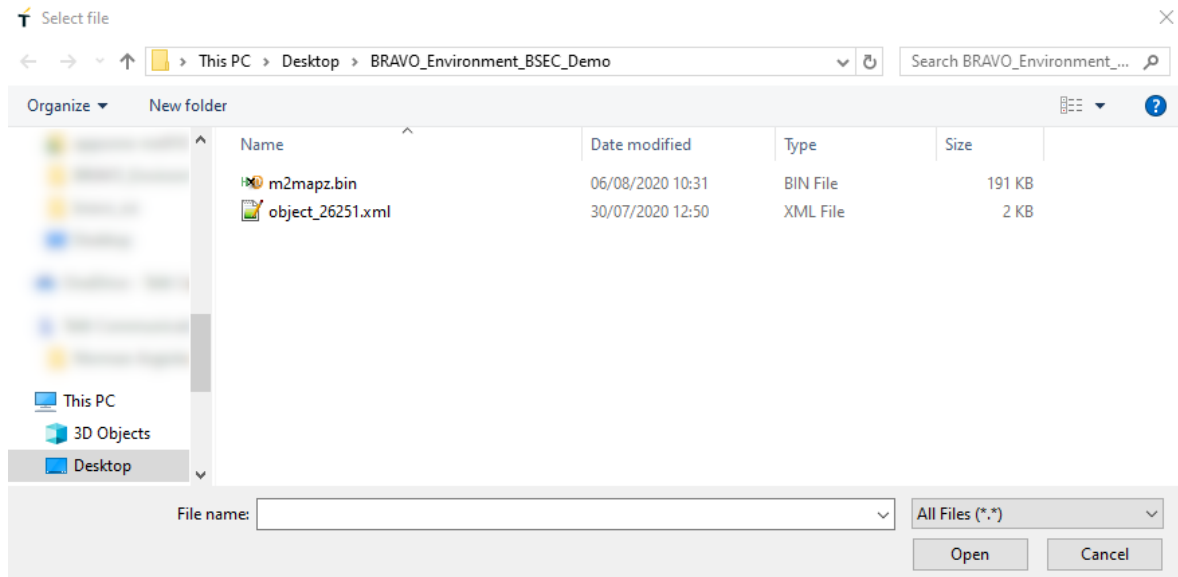 Select file
This PC > Desktop > BRAVO_Environment_BSEC_Demo
Search BRAVO_Environment_...
Organize New folder
?
Name Date modified Type Size
m2mapz.bin 06/08/2020 10:31 BIN File 191 KB
object_26251.xml 30/07/2020 12:50 XML File 2 KB
This PC
3D Objects
Desktop
File name: All Files (*.*)
Open Cancel